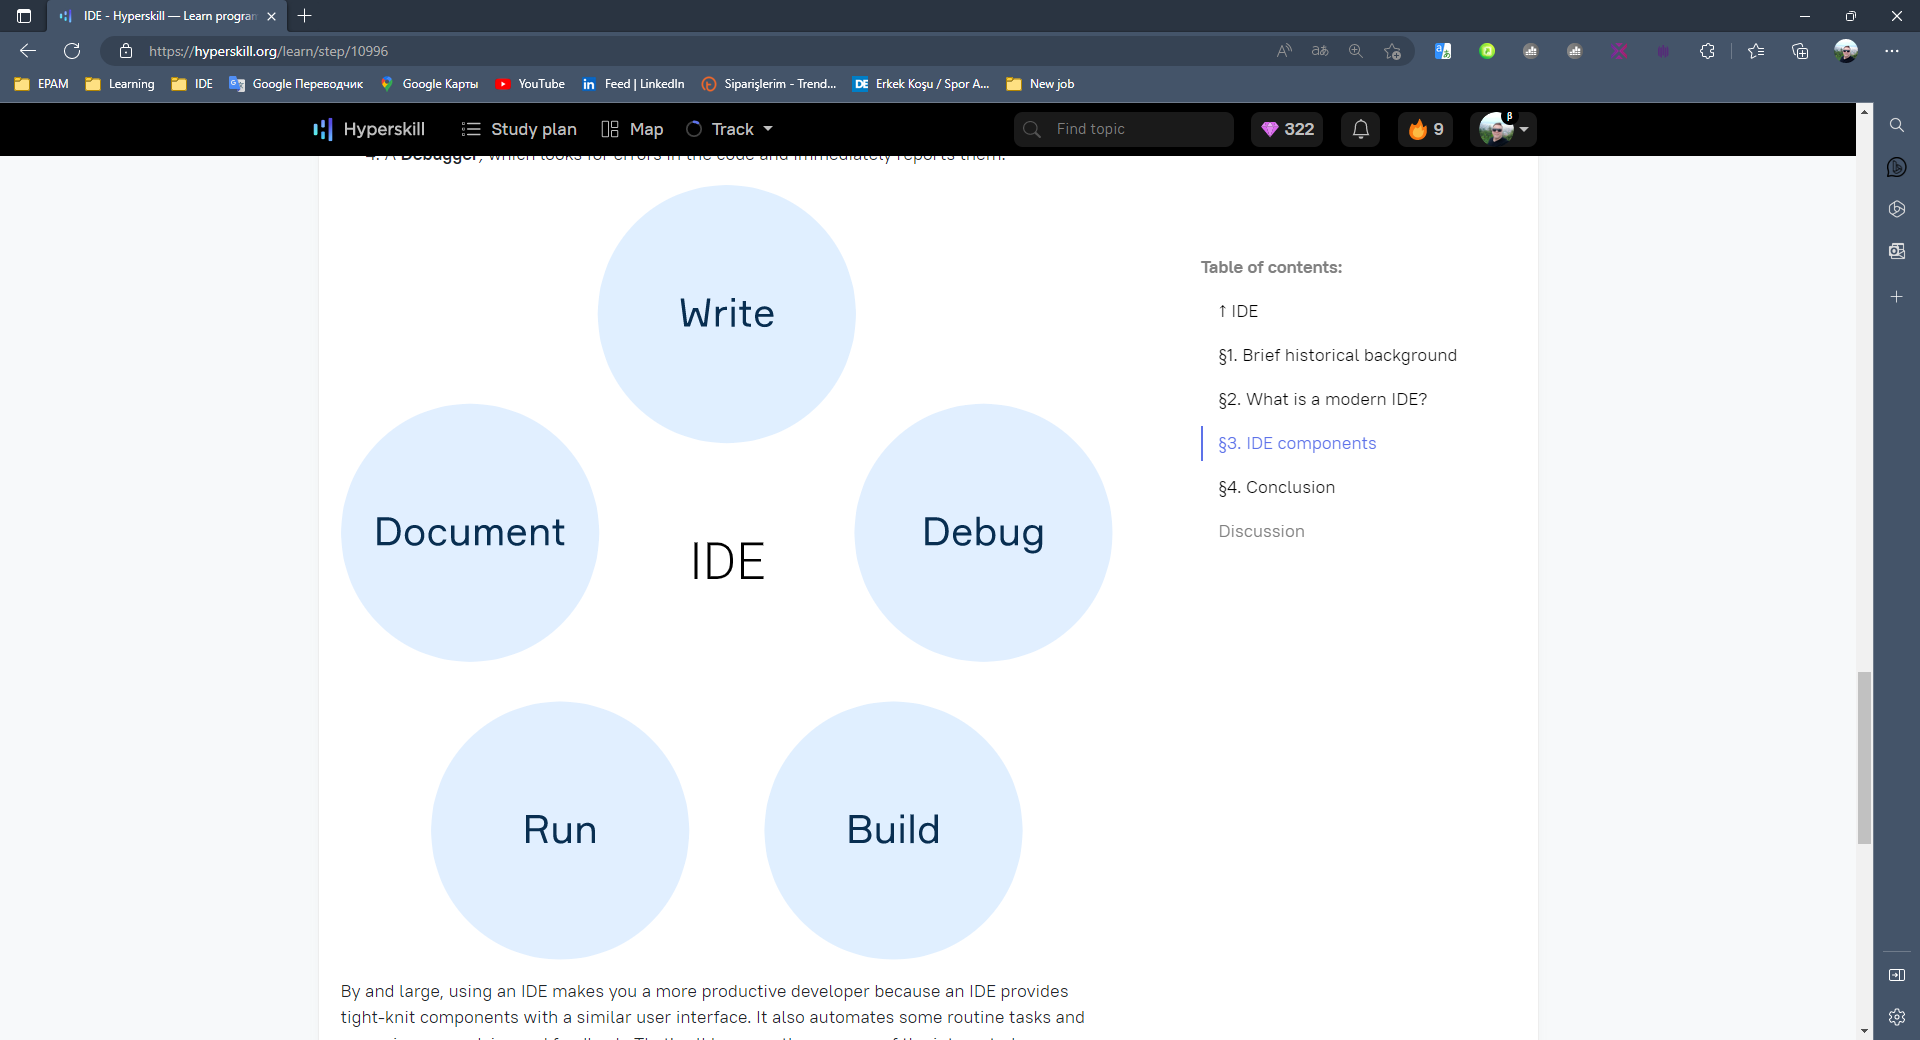 IDE - Hyperskill — Learn program
https://hyperskill.org/learn/step/10996
EPAM
Learning
IDE
Google Переводчик
Google Карты
YouTube
Feed | LinkedIn
Siparişlerim - Trend...
Erkek Koşu / Spor A...
New job
Hyperskill
Study plan
Map
Track
Find topic
322
9
β
4. A Debugger, which looks for errors in the code and immediately reports them.
Write
Document
IDE
Debug
Run
Build
Table of contents:
↑ IDE
§1. Brief historical background
§2. What is a modern IDE?
§3. IDE components
§4. Conclusion
Discussion
By and large, using an IDE makes you a more productive developer because an IDE provides
tight-knit components with a similar user interface. It also automates some routine tasks and